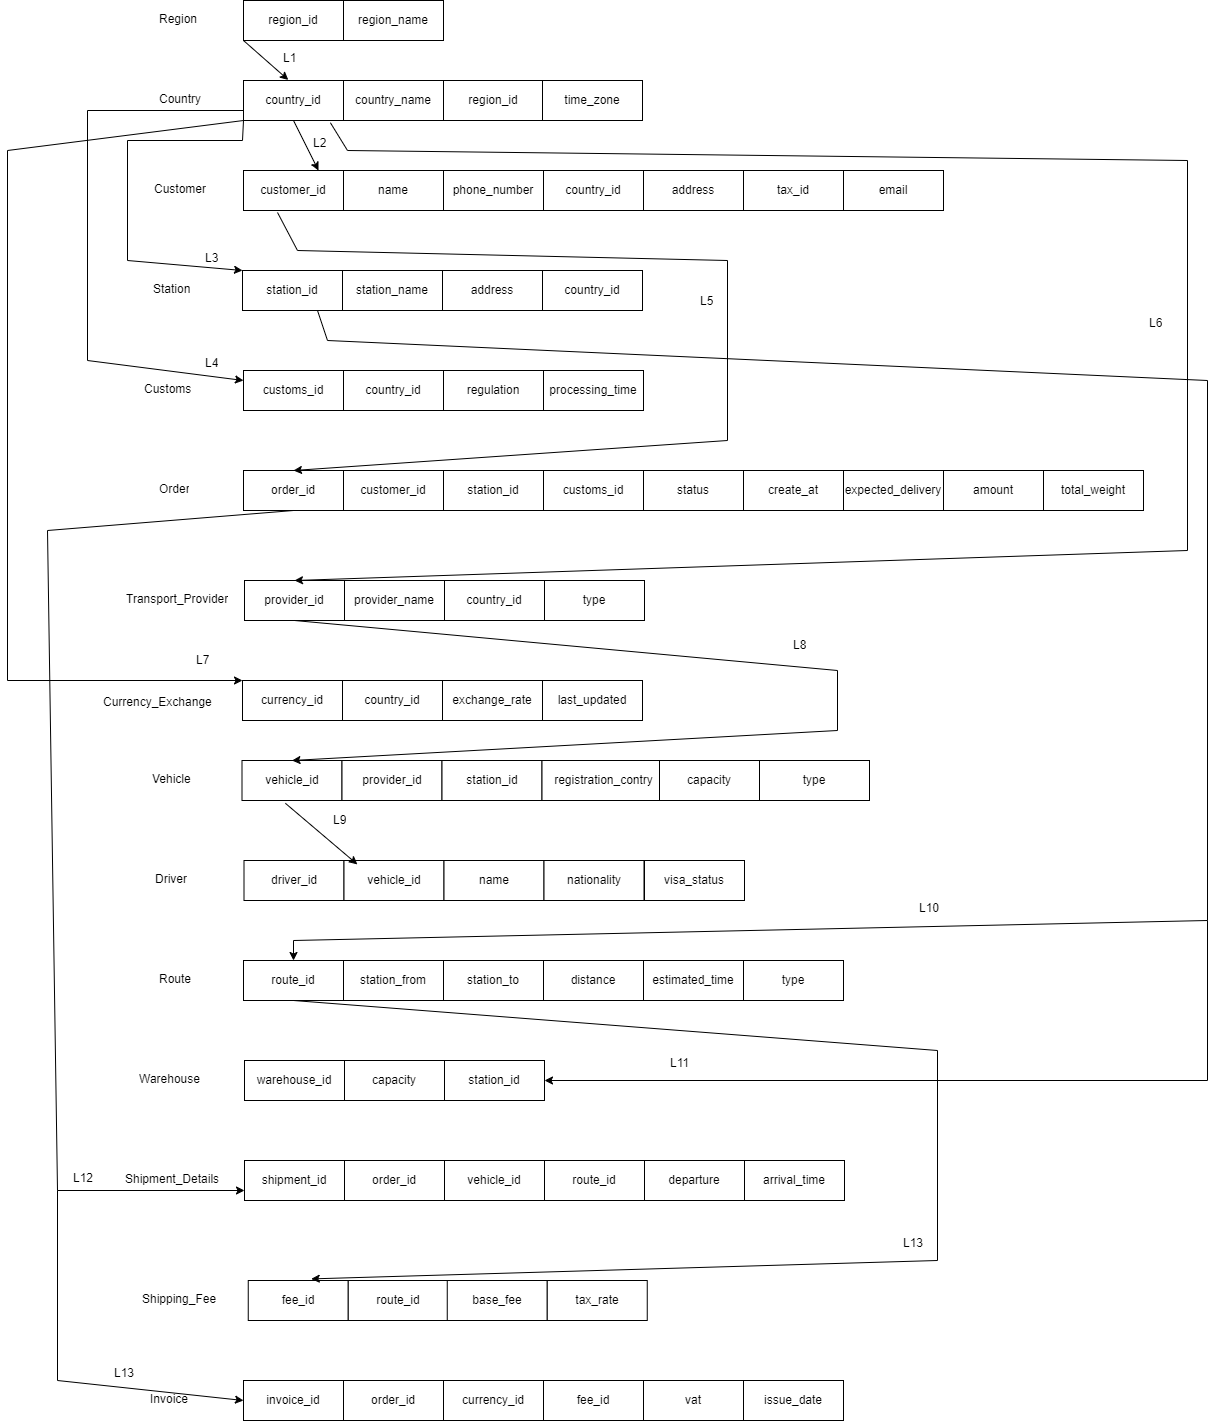 Region region_id region_name
L1
Country country_id country_name region_id time_zone
L2
Customer customer_id name phone_number country_id address tax_id email
L3
Station station_id station_name address country_id
L5
L6
L4
Customs customs_id country_id regulation processing_time
Order order_id customer_id station_id customs_id status create_at expected_delivery amount total_weight
Transport_Provider provider_id provider_name country_id type
L8
L7
Currency_Exchange currency_id country_id exchange_rate last_updated
Vehicle vehicle_id provider_id station_id registration_contry capacity type
L9
Driver driver_id vehicle_id name nationality visa_status
L10
Route route_id station_from station_to distance estimated_time type
L11
Warehouse warehouse_id capacity station_id
L12 Shipment_Details shipment_id order_id vehicle_id route_id departure arrival_time
L13
Shipping_Fee fee_id route_id base_fee tax_rate
L13
Invoice invoice_id order_id currency_id fee_id vat issue_date